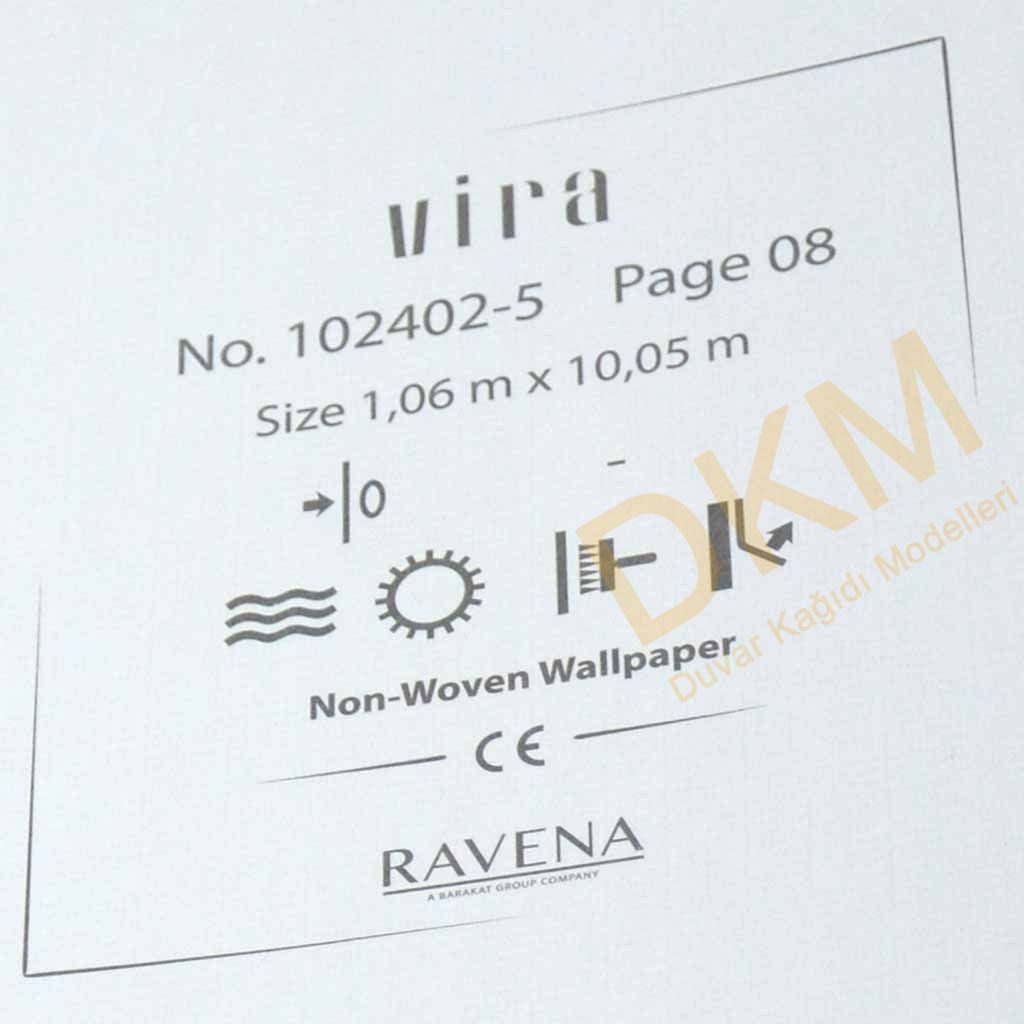 vira
No. 102402-5 Page 08
Size 1,06 m x 10,05 m
0
-
Non-Woven Wallpaper
CE
RAVENA
A BARAKAT GROUP COMPANY
DKM
Duvar Kağıdı Modelleri